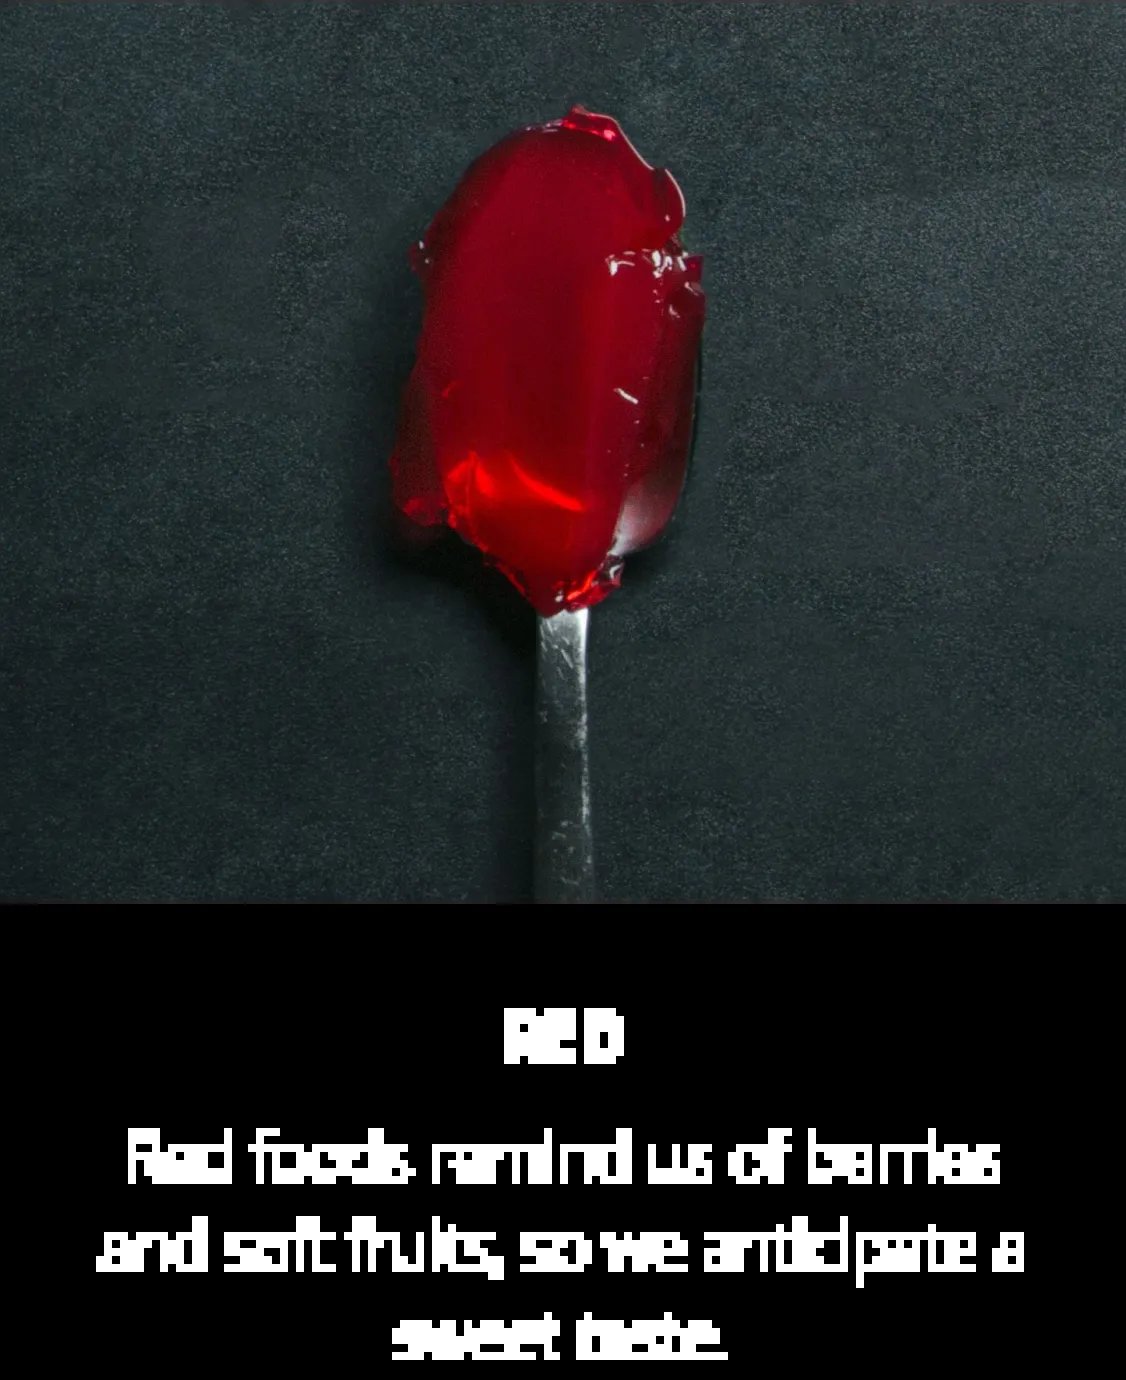 RED
Red foods remind us of berries
and soft fruits, so we anticipate a
sweet taste.